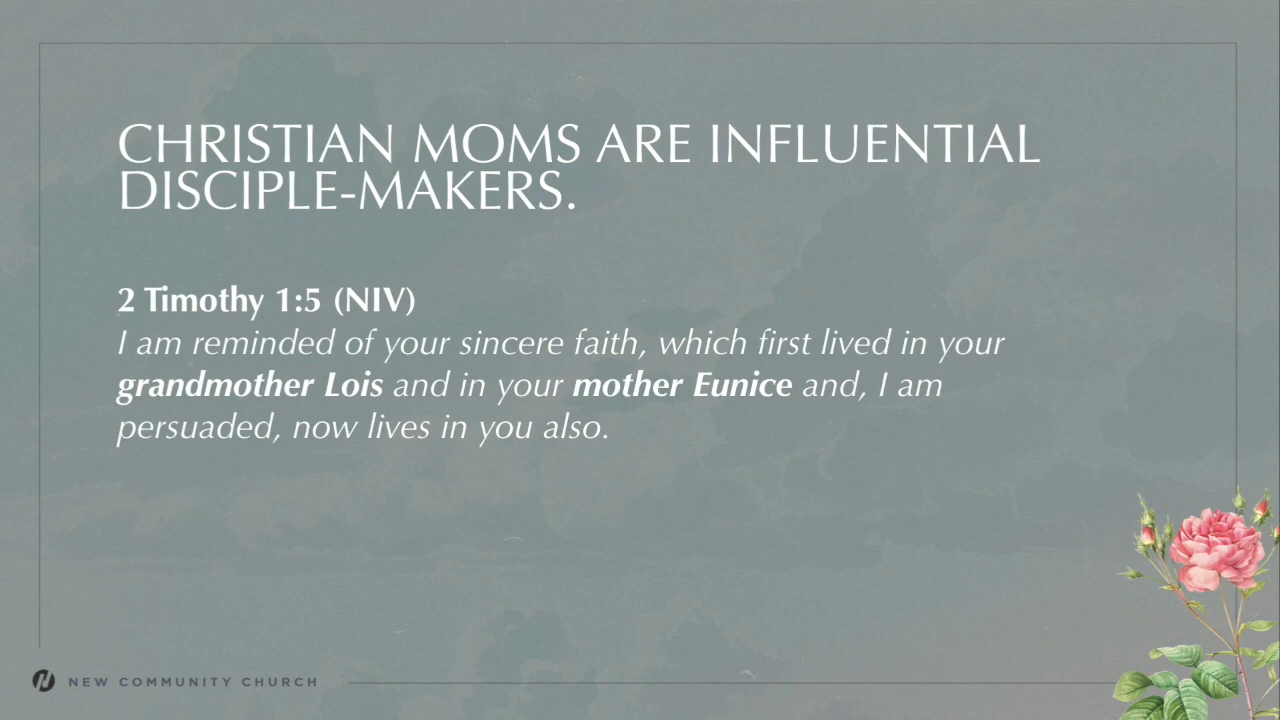 CHRISTIAN MOMS ARE INFLUENTIAL
DISCIPLE-MAKERS.
2 Timothy 1:5 (NIV)
I am reminded of your sincere faith, which first lived in your
grandmother Lois and in your mother Eunice and, I am
persuaded, now lives in you also.
NEW COMMUNITY CHURCH